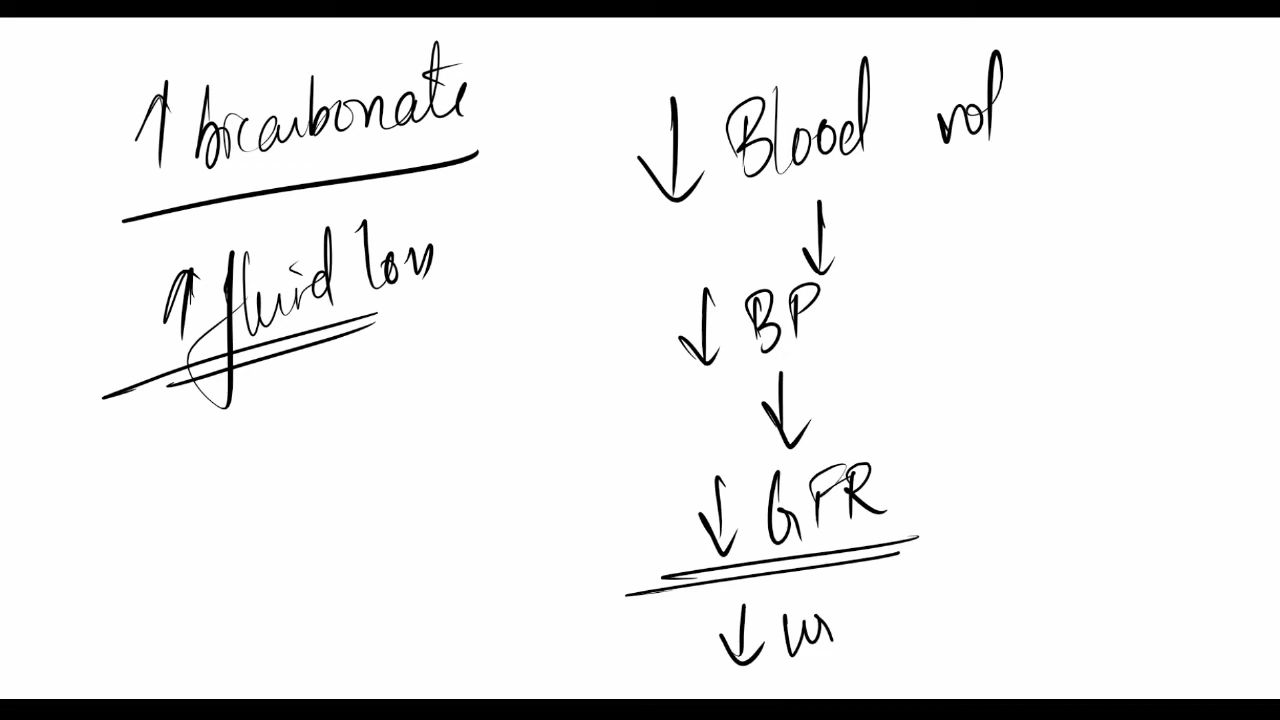 ↑ bicarbonate
↑ fluid loss
↓ Blood vol
↓
↓ BP
↓
↓ GFR
↓